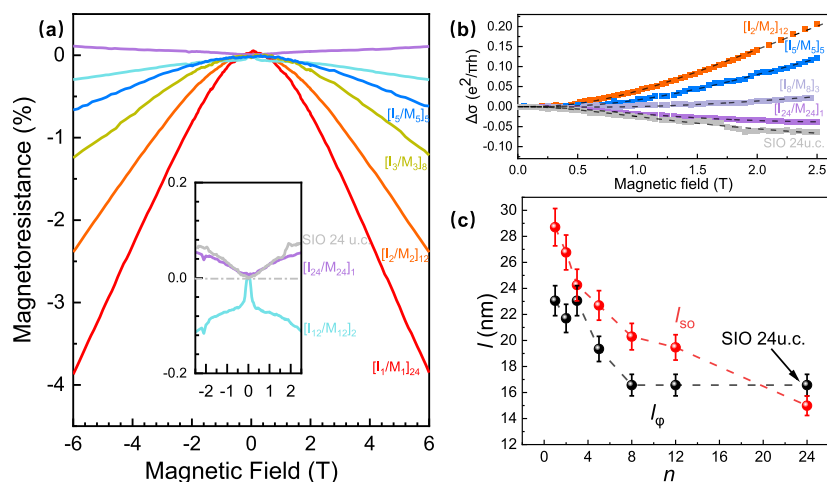 (a)
Magnetoresistance (%)
0
-1
-2
-3
-4
-6
-4
-2
0
2
4
6
Magnetic Field (T)
[I5/M5]5
[I3/M3]8
[I2/M2]12
[I1/M1]24
0.2
0.0
-0.2
-2
-1
0
1
2
SIO 24 u.c.
[I24/M24]1
[I12/M12]2
(b)
Δσ (e²/πh)
0.20
0.15
0.10
0.05
0.00
-0.05
-0.10
0.0
0.5
1.0
1.5
2.0
2.5
Magnetic field (T)
[I2/M2]12
[I5/M5]5
[I8/M8]3
[I24/M24]1
SIO 24u.c.
(c)
l (nm)
30
28
26
24
22
20
18
16
14
12
0
4
8
12
16
20
24
n
lso
lφ
SIO 24u.c.